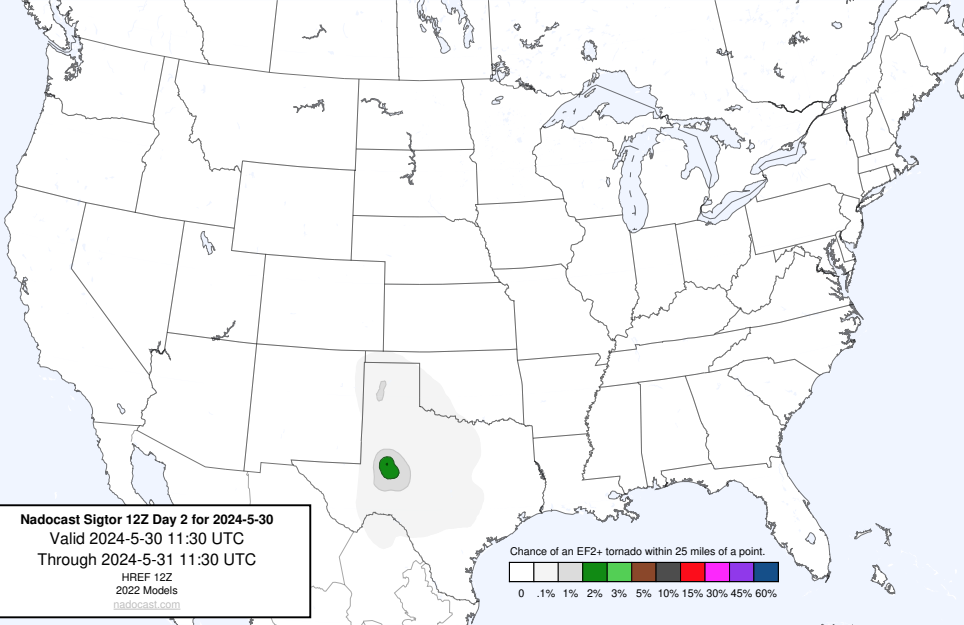 Nadocast Sigtor 12Z Day 2 for 2024-5-30
Valid 2024-5-30 11:30 UTC
Through 2024-5-31 11:30 UTC
HREF 12Z
2022 Models
nadocast.com
Chance of an EF2+ tornado within 25 miles of a point.
0 .1% 1% 2% 3% 5% 10% 15% 30% 45% 60%